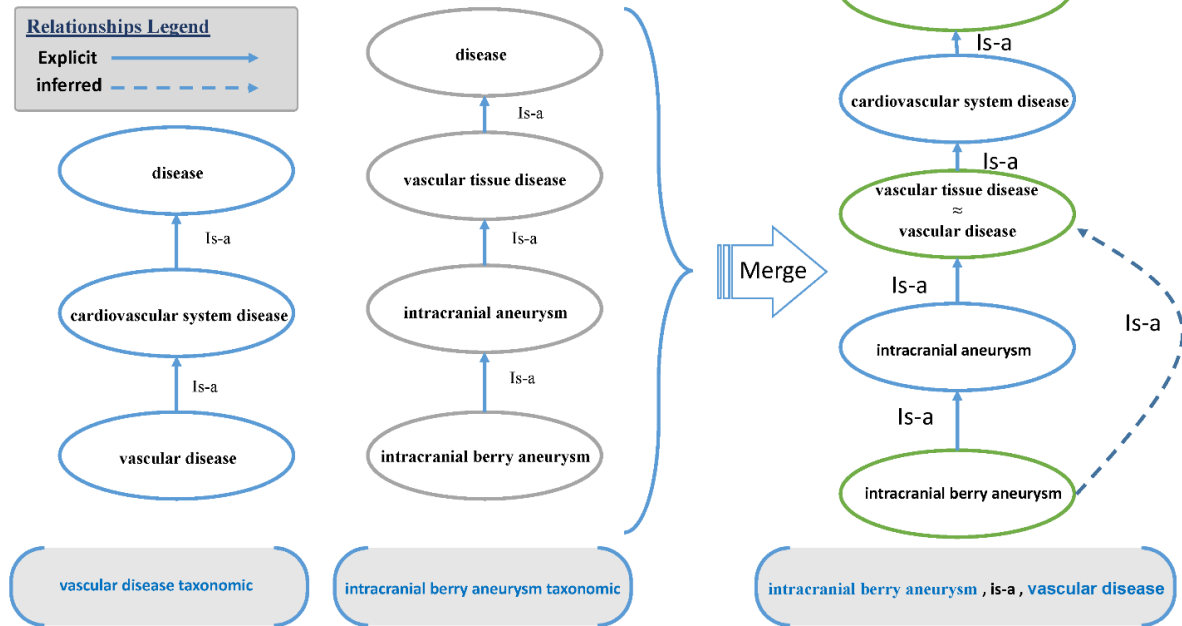 Relationships Legend
Explicit
inferred
disease
Is-a
cardiovascular system disease
Is-a
vascular disease
vascular disease taxonomic
disease
Is-a
vascular tissue disease
Is-a
intracranial aneurysm
Is-a
intracranial berry aneurysm
intracranial berry aneurysm taxonomic
Merge
Is-a
cardiovascular system disease
Is-a
vascular tissue disease
≈
vascular disease
Is-a
intracranial aneurysm
Is-a
Is-a
intracranial berry aneurysm
intracranial berry aneurysm , is-a , vascular disease